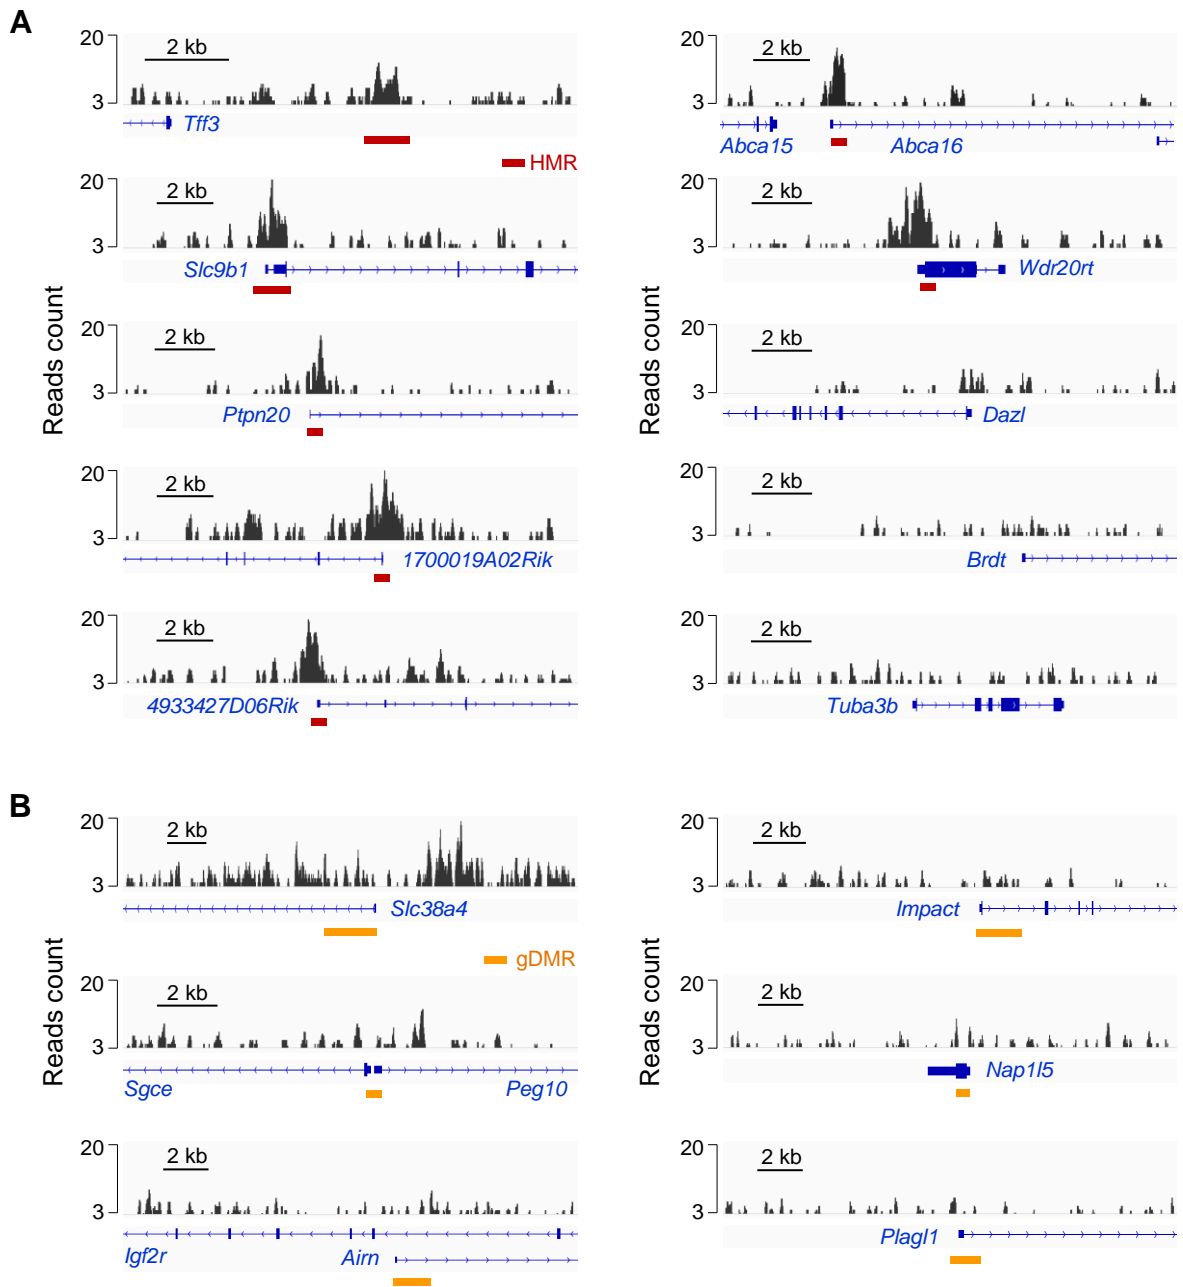 A
20
2 kb
3
Tff3
HMR
20
2 kb
3
Abca15
Abca16
20
2 kb
3
Slc9b1
20
2 kb
3
Wdr20rt
Reads count
20
2 kb
3
Ptpn20
Reads count
20
2 kb
3
Dazl
20
2 kb
3
1700019A02Rik
20
2 kb
3
Brdt
20
2 kb
3
4933427D06Rik
20
2 kb
3
Tuba3b
B
20
2 kb
3
Slc38a4
gDMR
20
2 kb
3
Impact
Reads count
20
2 kb
3
Sgce
Peg10
Reads count
20
2 kb
3
Nap1l5
20
2 kb
3
Igf2r
Airn
20
2 kb
3
Plagl1